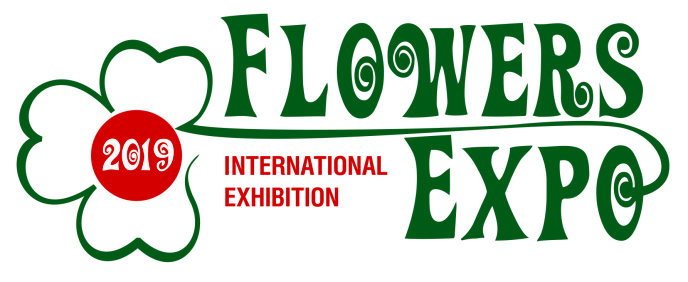 FLOWERS
EXPO
2019
INTERNATIONAL
EXHIBITION